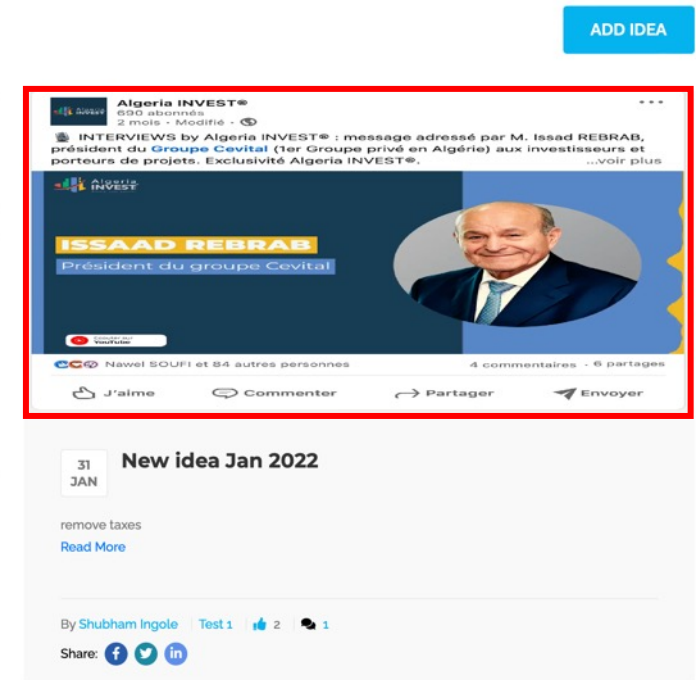 ADD IDEA
Algeria INVEST®
690 abonnés
2 mois • Modifié •
INTERVIEWS by Algeria INVEST® : message adressé par M. Issad REBRAB,
président du Groupe Cevital (1er Groupe privé en Algérie) aux investisseurs et
porteurs de projets. Exclusivité Algeria INVEST®. ...voir plus
Algeria
INVEST
ISSAAD REBRAB
Président du groupe Cevital
YouTube
Nawel SOUFI et 84 autres personnes 4 commentaires • 6 partages
J'aime Commenter Partager Envoyer
31
JAN
New idea Jan 2022
remove taxes
Read More
By Shubham Ingole Test 1 2 1
Share: